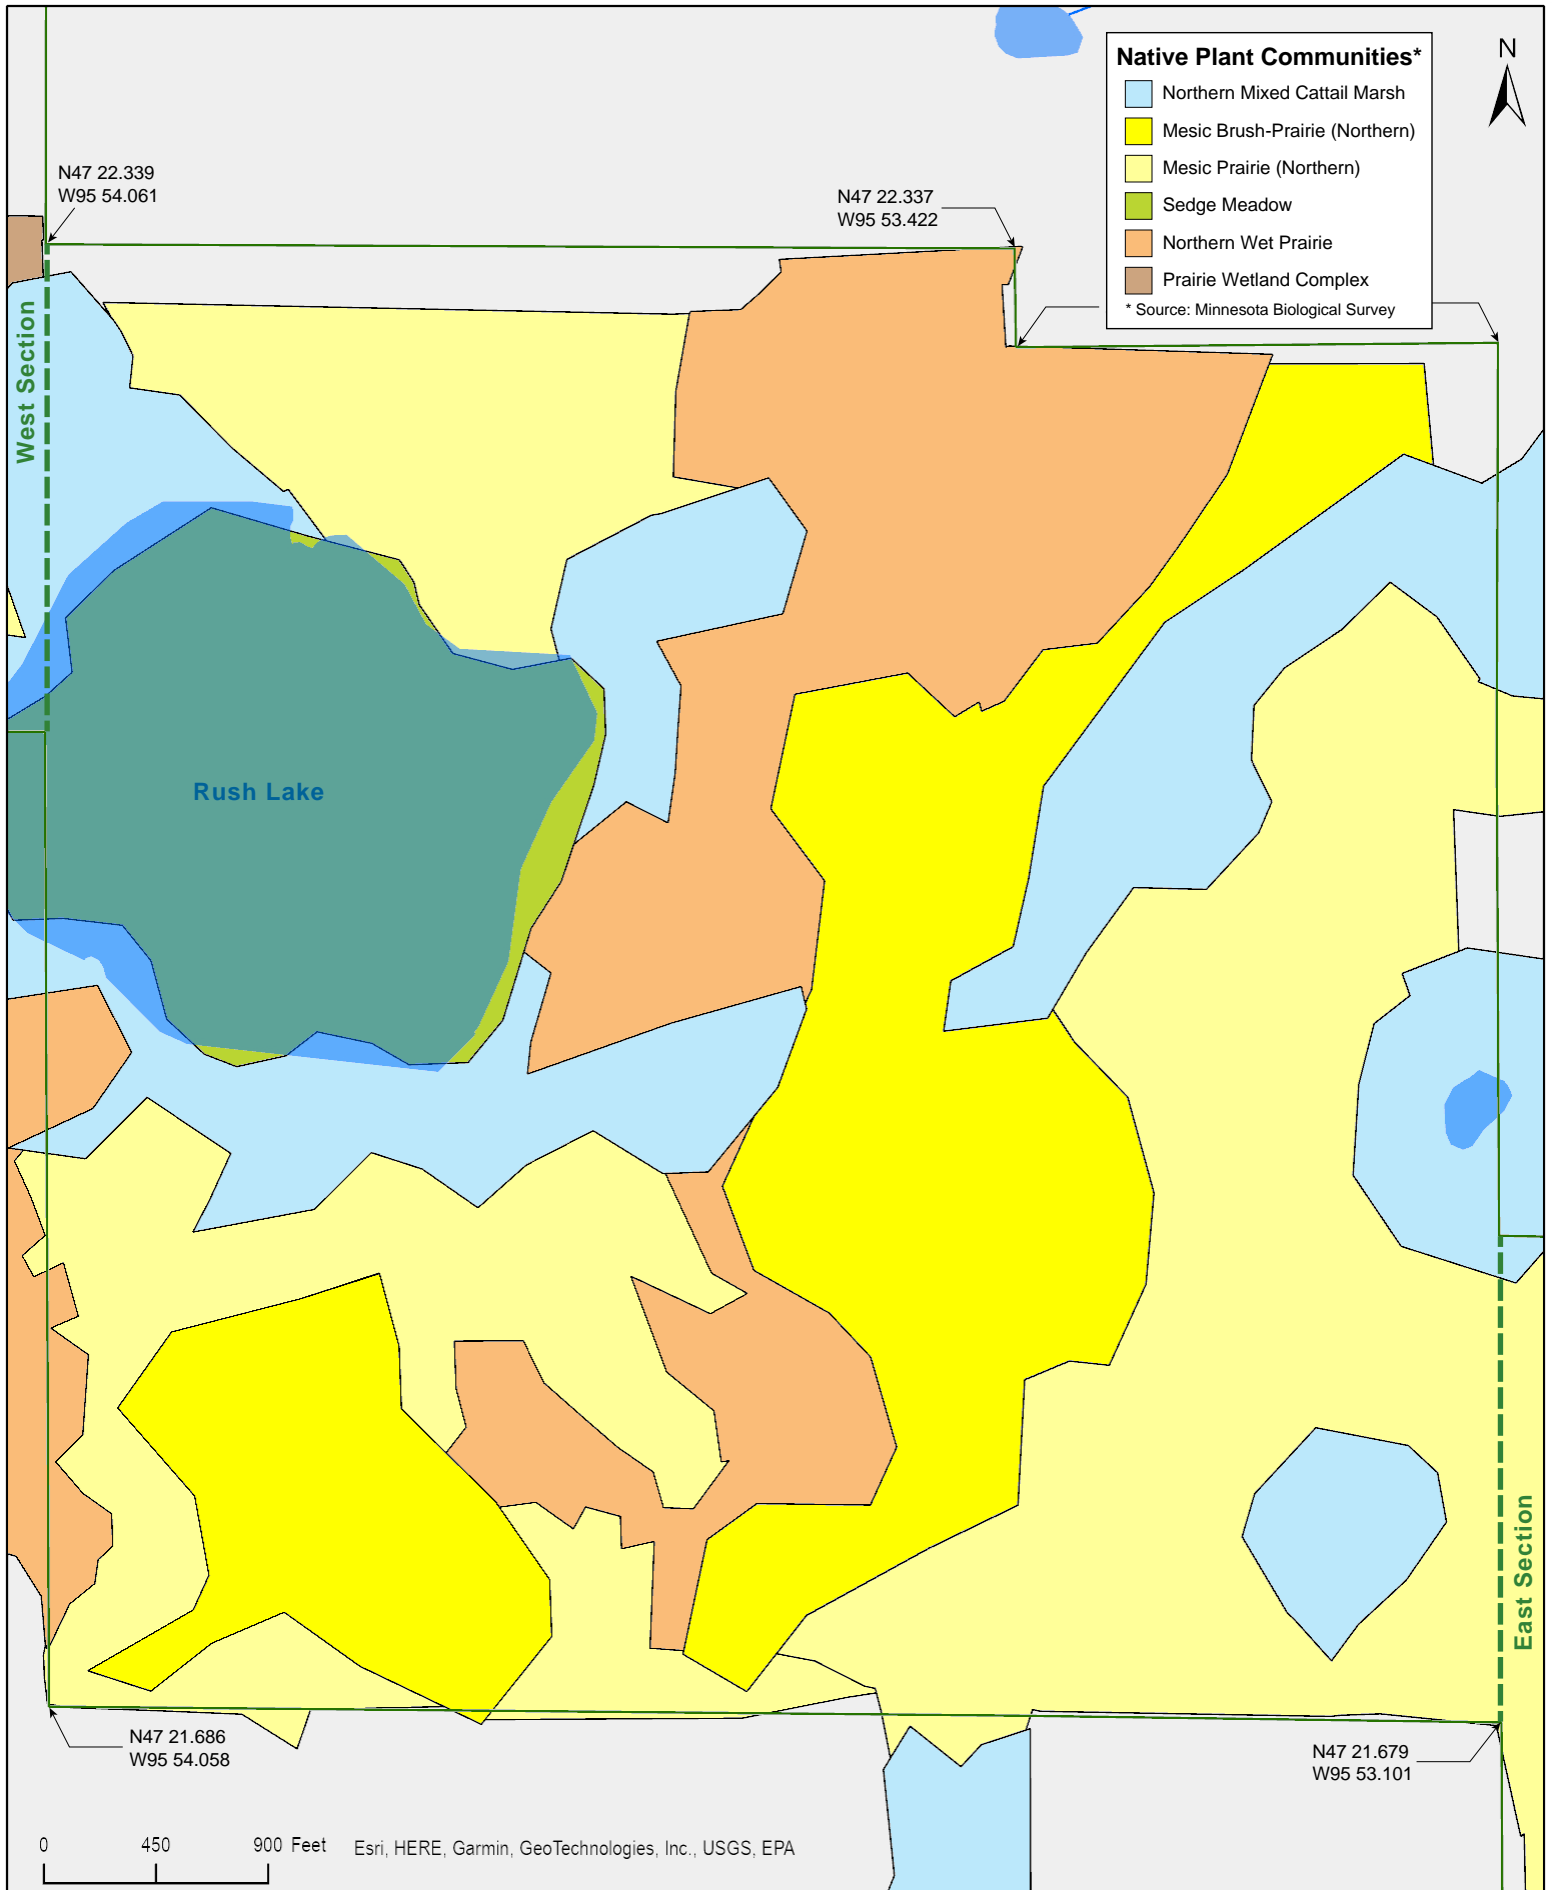 Native Plant Communities*
Northern Mixed Cattail Marsh
Mesic Brush-Prairie (Northern)
Mesic Prairie (Northern)
Sedge Meadow
Northern Wet Prairie
Prairie Wetland Complex
* Source: Minnesota Biological Survey
N
N47 22.339
W95 54.061
N47 22.337
W95 53.422
West Section
Rush Lake
East Section
N47 21.686
W95 54.058
N47 21.679
W95 53.101
0 450 900 Feet
Esri, HERE, Garmin, GeoTechnologies, Inc., USGS, EPA